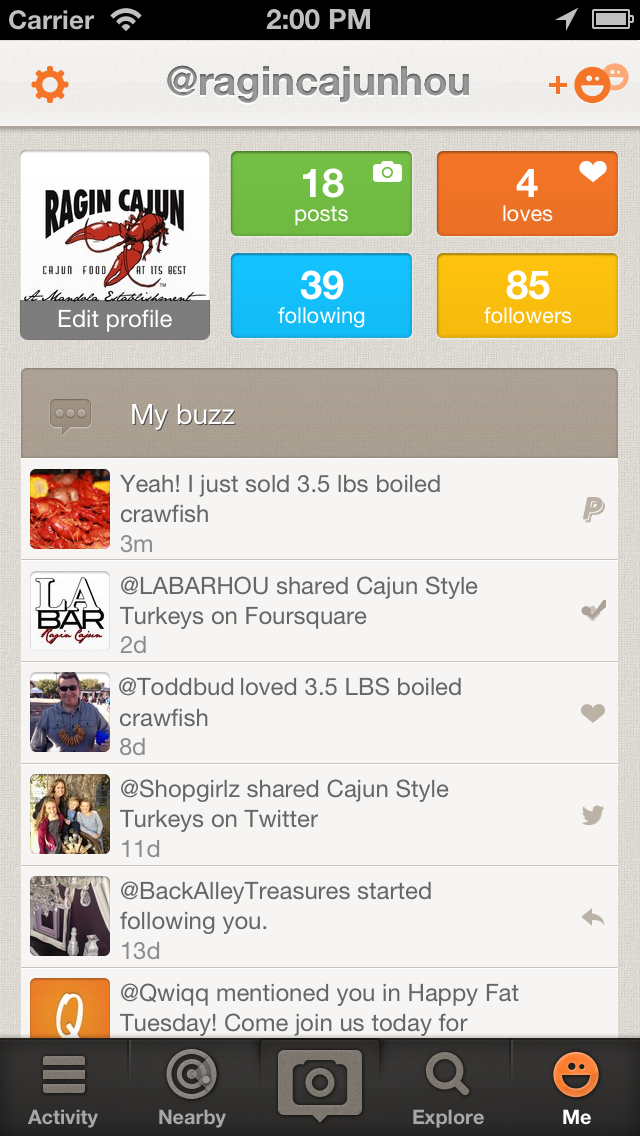 Carrier
2:00 PM
@ragincajunhou
+
RAGIN CAJUN
CAJUN FOOD AT ITS BEST
TM
A Mandola Establishment
Edit profile
18
posts
4
loves
39
following
85
followers
My buzz
Yeah! I just sold 3.5 lbs boiled
crawfish
3m
LA
BAR
Ragin Cajun
@LABARHOU shared Cajun Style
Turkeys on Foursquare
2d
@Toddbud loved 3.5 LBS boiled
crawfish
8d
@Shopgirlz shared Cajun Style
Turkeys on Twitter
11d
@BackAlleyTreasures started
following you.
13d
Q
@Qwiqq mentioned you in Happy Fat
Tuesday! Come join us today for
Activity
Nearby
Explore
Me